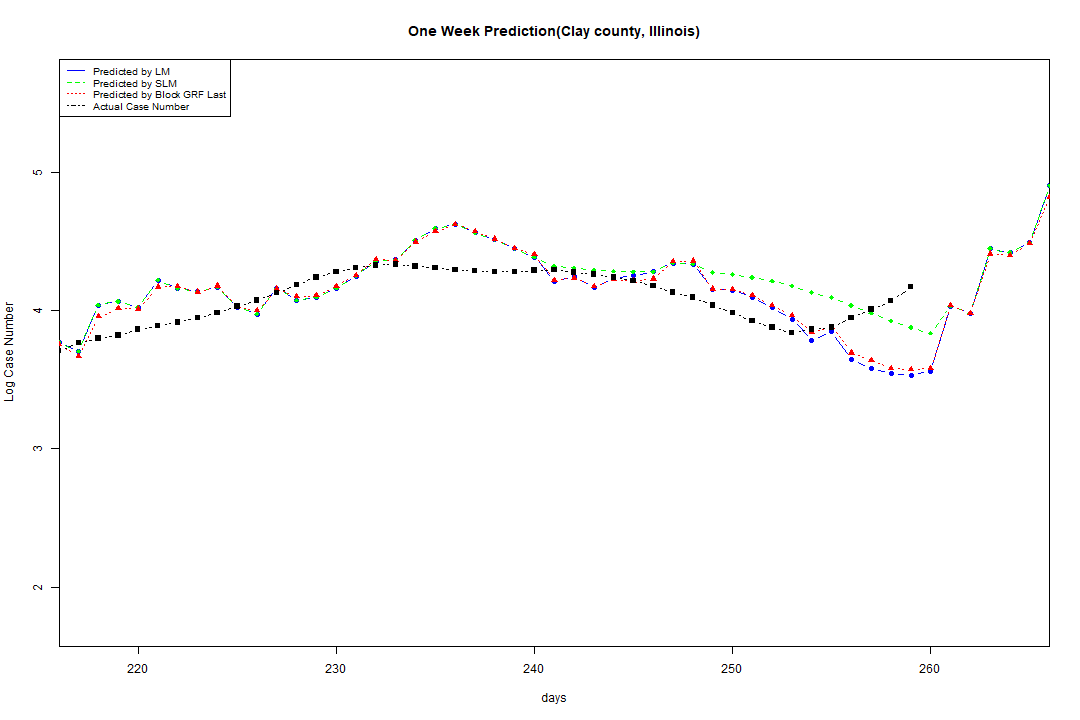 One Week Prediction(Clay county, Illinois)
Predicted by LM
Predicted by SLM
Predicted by Block GRF Last
Actual Case Number
Log Case Number
5
4
3
2
220
230
240
250
260
days